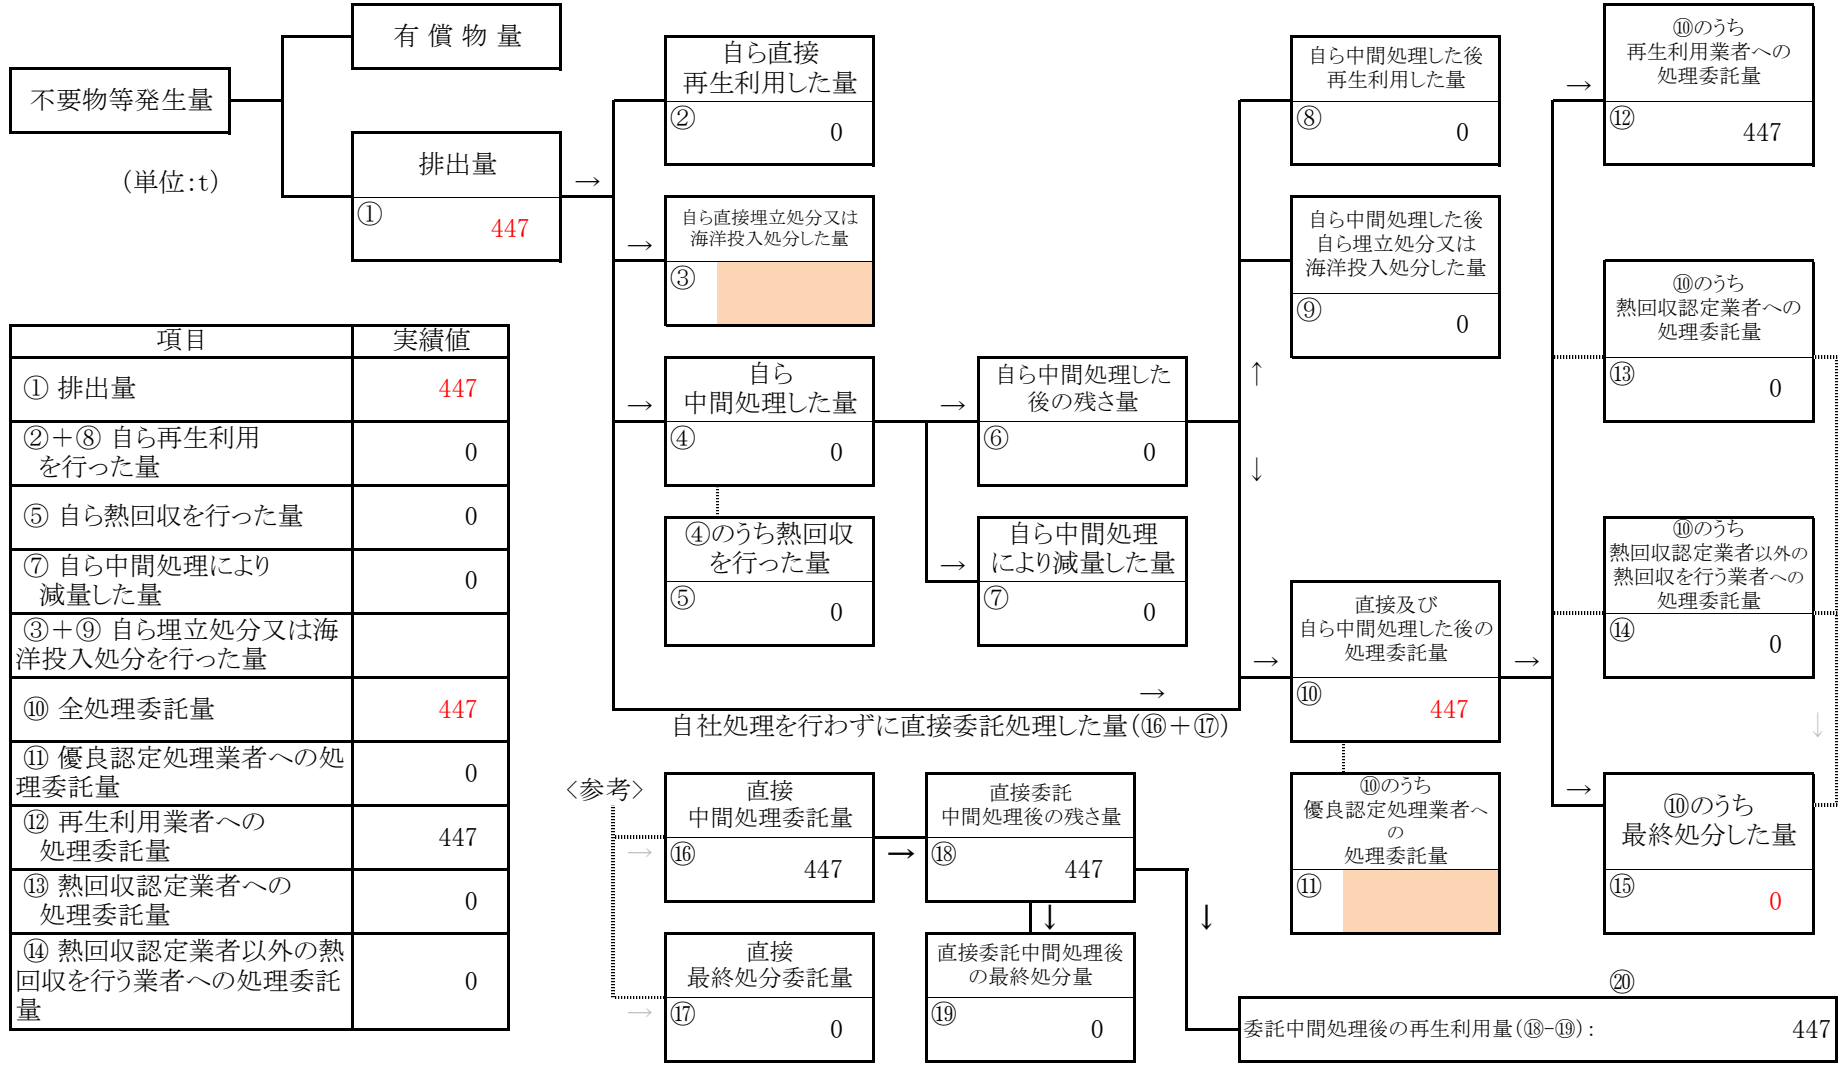 不要物等発生量
(単位:t)
有 償 物 量
排出量
→
①
447
自ら直接
再生利用した量
②
0
自ら直接埋立処分又は
海洋投入処分した量
→
③
自ら
中間処理した量
→
④
0
④のうち熱回収
を行った量
⑤
0
自ら中間処理した
後の残さ量
→
⑥
0
自ら中間処理
により減量した量
→
⑦
0
自ら中間処理した後
再生利用した量
⑧
0
自ら中間処理した後
自ら埋立処分又は
海洋投入処分した量
⑨
0
↑
↓
直接及び
自ら中間処理した後の
処理委託量
→
→
⑩
447
→
自社処理を行わずに直接委託処理した量(⑯+⑰)
⑩のうち
優良認定処理業者へ
の
処理委託量
⑪
⑩のうち
再生利用業者への
処理委託量
→
⑫
447
⑩のうち
熱回収認定業者への
処理委託量
⑬
0
⑩のうち
熱回収認定業者以外の
熱回収を行う業者への
処理委託量
⑭
0
↓
⑩のうち
最終処分した量
→
⑮
0
項目 実績値
① 排出量 447
②+⑧ 自ら再生利用
を行った量 0
⑤ 自ら熱回収を行った量 0
⑦ 自ら中間処理により
減量した量 0
③+⑨ 自ら埋立処分又は海
洋投入処分を行った量
⑩ 全処理委託量 447
⑪ 優良認定処理業者への処
理委託量 0
⑫ 再生利用業者への
処理委託量 447
⑬ 熱回収認定業者への
処理委託量 0
⑭ 熱回収認定業者以外の熱
回収を行う業者への処理委託
量 0
<参考>
直接
中間処理委託量
→
⑯
447
直接
最終処分委託量
→
⑰
0
直接委託
中間処理後の残さ量
→
⑱
447
↓
直接委託中間処理後
の最終処分量
⑲
0
↓
⑳
委託中間処理後の再生利用量(⑱-⑲): 447